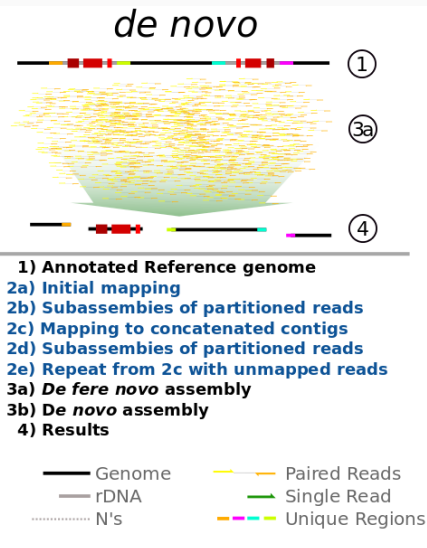 de novo
1
3a
4
1) Annotated Reference genome
2a) Initial mapping
2b) Subassemblies of partitioned reads
2c) Mapping to concatenated contigs
2d) Subassemblies of partitioned reads
2e) Repeat from 2c with unmapped reads
3a) De fere novo assembly
3b) De novo assembly
4) Results
Genome
Paired Reads
rDNA
Single Read
N's
Unique Regions